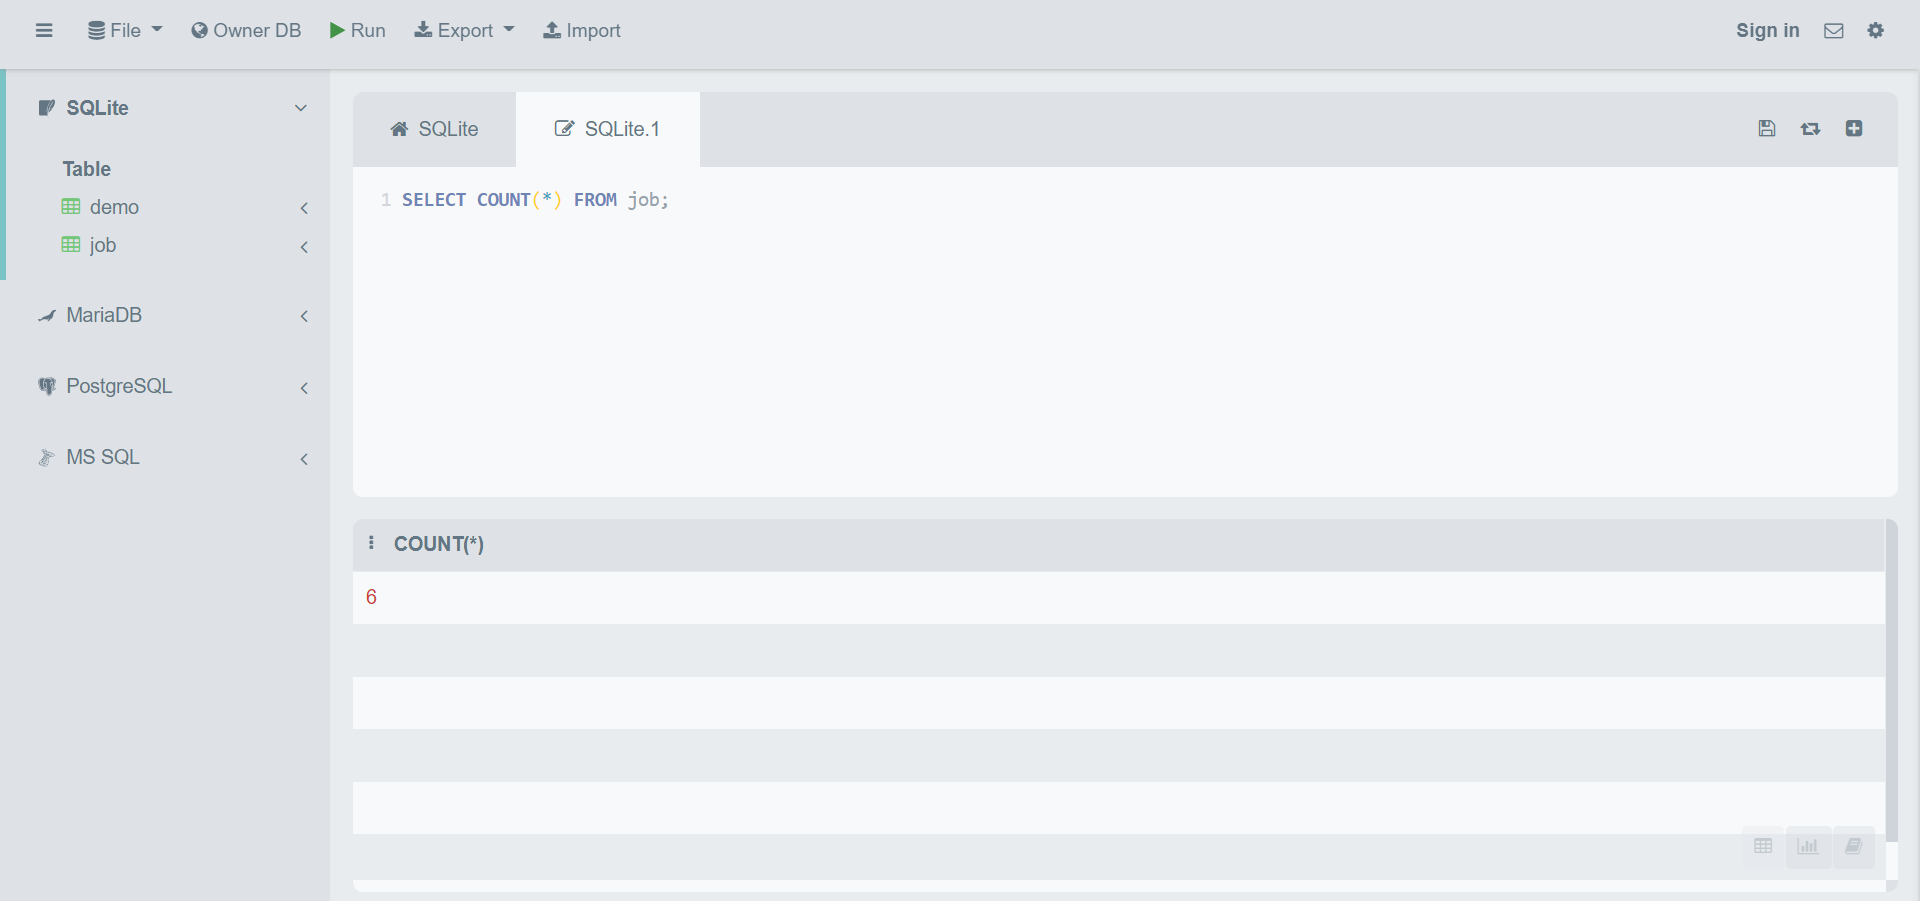 File Owner DB Run Export Import Sign in
SQLite
Table
demo
job
MariaDB
PostgreSQL
MS SQL
SQLite SQLite.1
1 SELECT COUNT(*) FROM job;
COUNT(*)
6